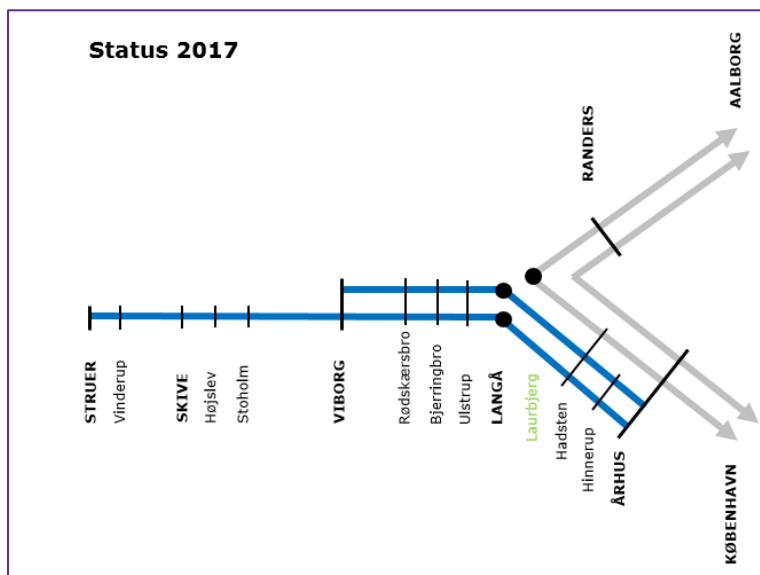 Status 2017
AALBORG
RANDERS
STRUER
Vinderup
SKIVE
Højslev
Stoholm
VIBORG
Rødskærsbro
Bjerringbro
Ulstrup
LANGÅ
Laurbjerg
Hadsten
Hinnerup
ÅRHUS
KØBENHAVN